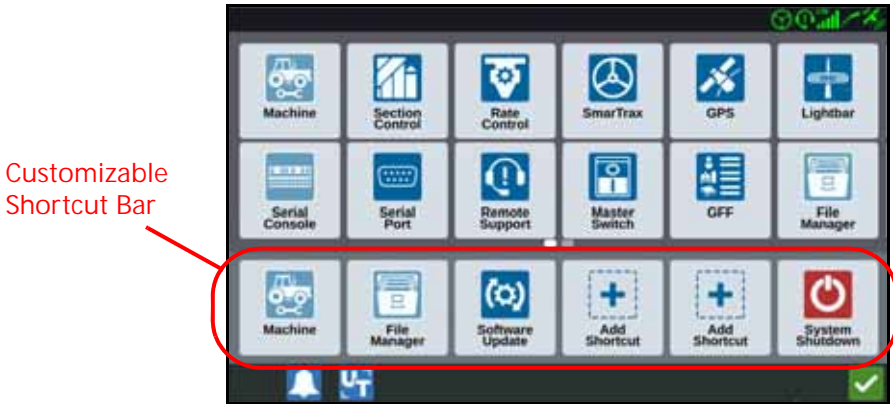 Customizable
Shortcut Bar
Machine
Section
Control
Rate
Control
SmarTrax
GPS
Lightbar
Serial
Console
Serial
Port
Remote
Support
Master
Switch
GFF
File
Manager
Machine
File
Manager
Software
Update
Add
Shortcut
Add
Shortcut
System
Shutdown
UT